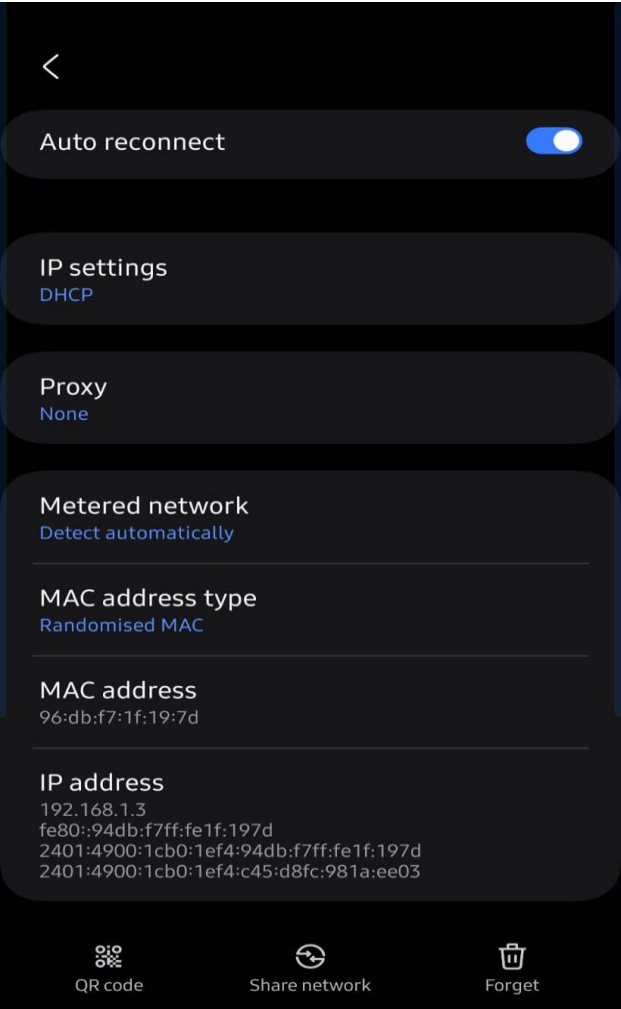 Auto reconnect
IP settings
DHCP
Proxy
None
Metered network
Detect automatically
MAC address type
Randomised MAC
MAC address
96:db:f7:1f:19:7d
IP address
192.168.1.3
fe80::94db:f7ff:fe1f:197d
2401:4900:1cb0:1ef4:94db:f7ff:fe1f:197d
2401:4900:1cb0:1ef4:c45:d8fc:981a:ee03
QR code
Share network
Forget